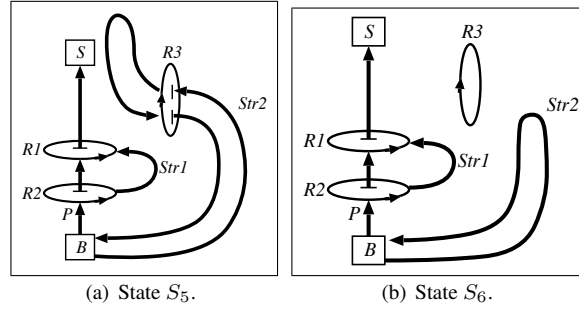 S
R3
Str2
R1
Str1
R2
P
B
(a) State S5.
S
R3
Str2
R1
Str1
R2
P
B
(b) State S6.